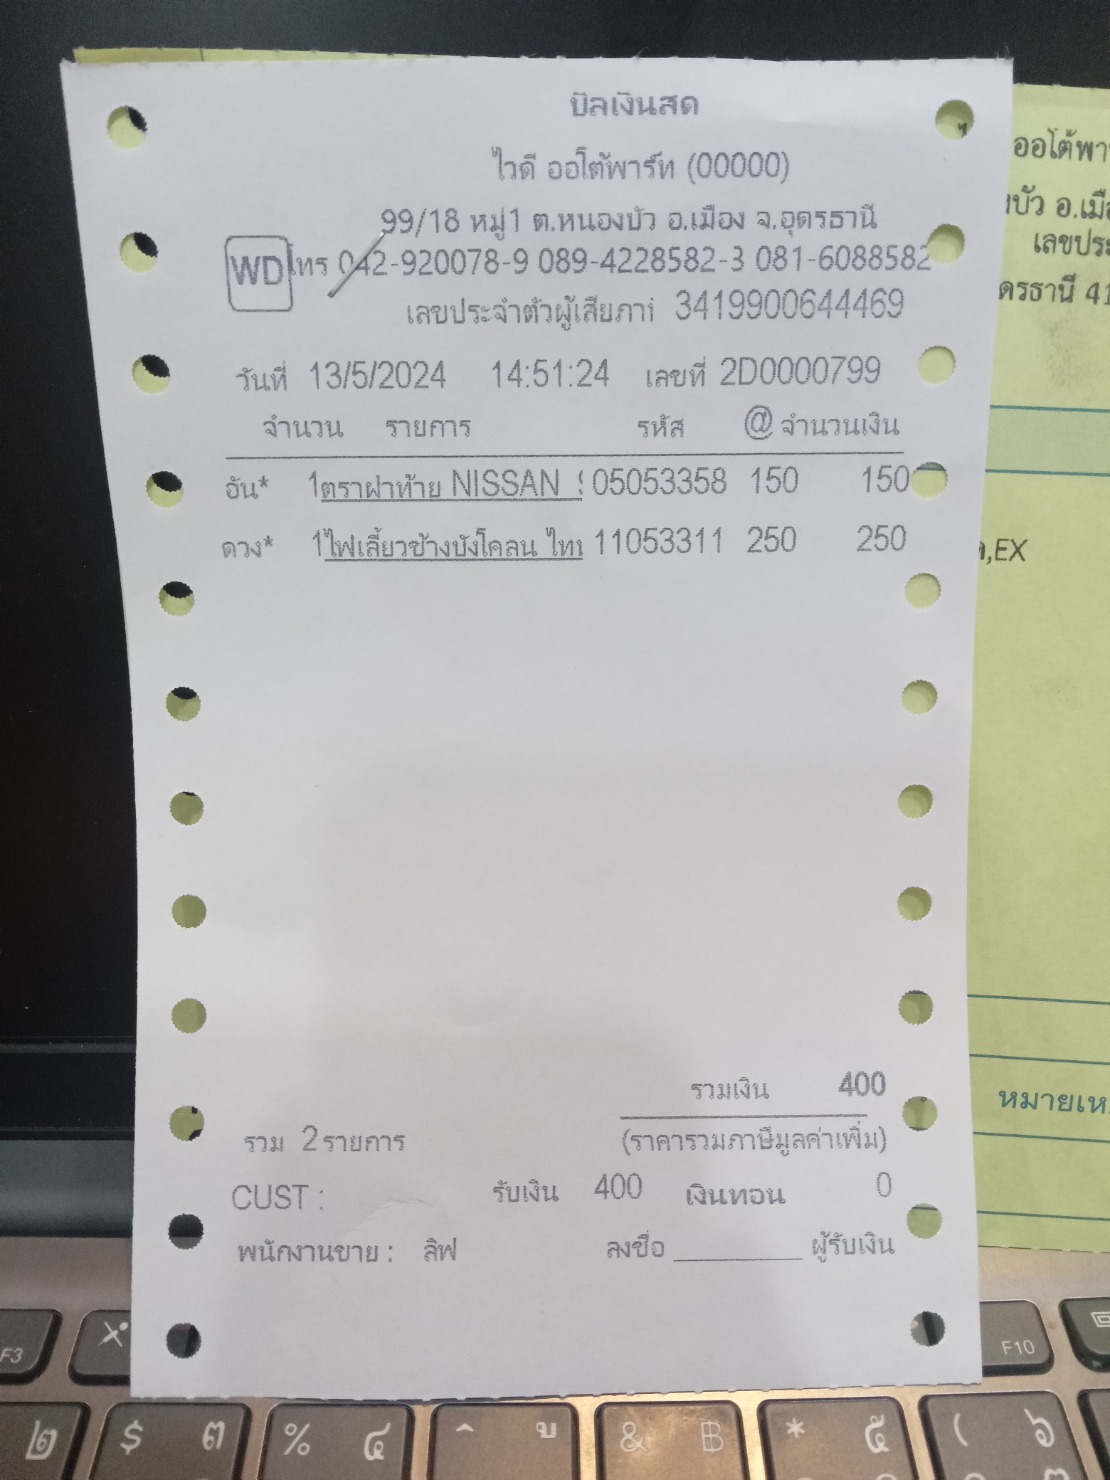 บิลเงินสด
ไวดี ออโต้พาร์ท (00000)
99/18 หมู่1 ต.หนองบัว อ.เมือง จ.อุดรธานี
WD โทร 042-920078-9 089-4228582-3 081-6088582
เลขประจำตัวผู้เสียภาษี 3419900644469
วันที่ 13/5/2024 14:51:24 เลขที่ 2D0000799
จำนวน รายการ รหัส @ จำนวนเงิน
อัน* 1 ตราฝาท้าย NISSAN 05053358 150 150
ดวง* 1 ไฟเลี้ยวข้างบังโคลน 11053311 250 250
รวมเงิน 400
รวม 2 รายการ (ราคารวมภาษีมูลค่าเพิ่ม)
CUST : รับเงิน 400 เงินทอน 0
พนักงานขาย : ลิฟ ลงชื่อ __________ ผู้รับเงิน
ออโต้พา
บัว อ.เมือ
เลขประ
ดรธานี 41
,EX
หมายเห
F3
F10
๒ $ ๓ % ๔ ^ ขฺ & ฿ * ๕ ( ๖